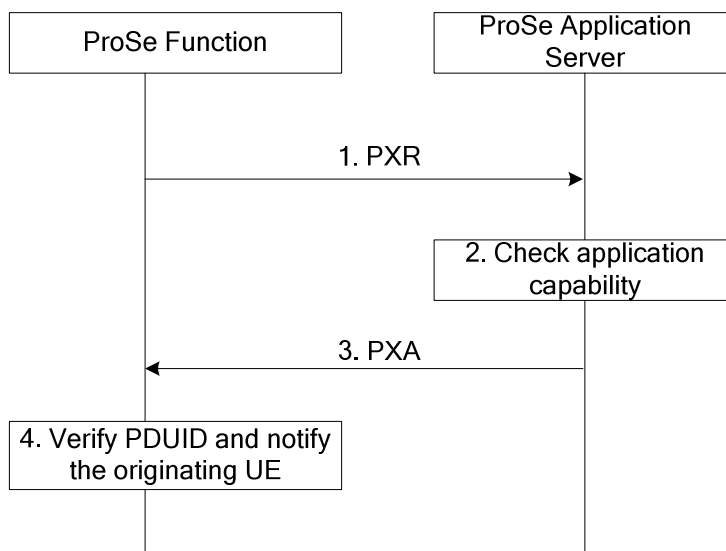 ProSe Function
ProSe Application
Server
1. PXR
2. Check application
capability
3. PXA
4. Verify PDUID and notify
the originating UE